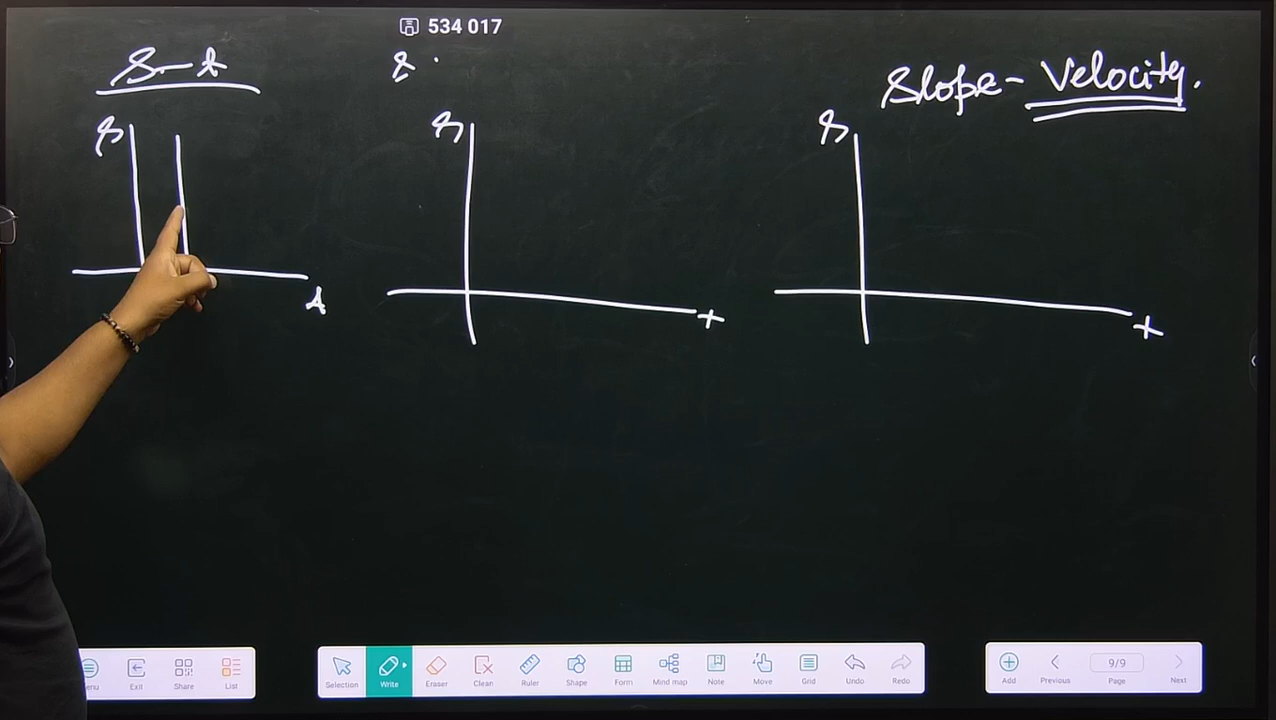 534 017
S-t
S
Slope - Velocity.
S
S
S
t
t
t
Exit
Share
List
Selection
Write
Eraser
Clean
Ruler
Shape
Form
Mind map
Note
Move
Grid
Undo
Redo
Add
Previous
9/9
Page
Next